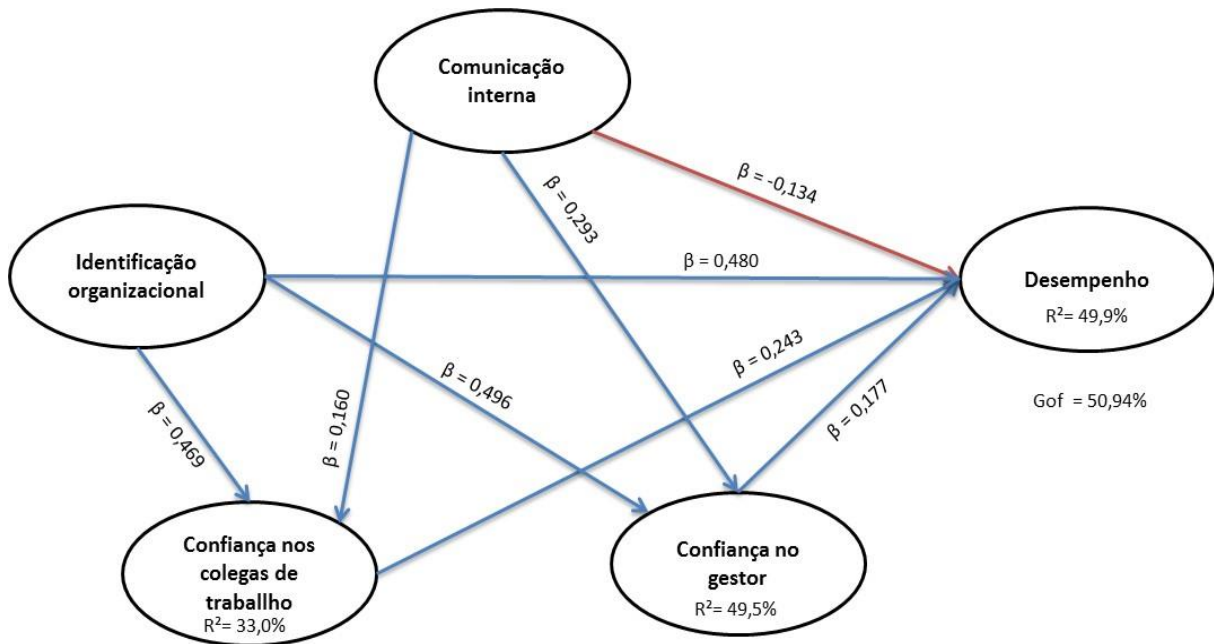 Comunicação
interna
β = -0,134
β = 0,293
Identificação
organizacional
β = 0,480
Desempenho
R²= 49,9%
β = 0,243
β = 0,496
β = 0,160
β = 0,177
Gof = 50,94%
β = 0,469
Confiança nos
colegas de
traballho
R²= 33,0%
Confiança no
gestor
R²= 49,5%